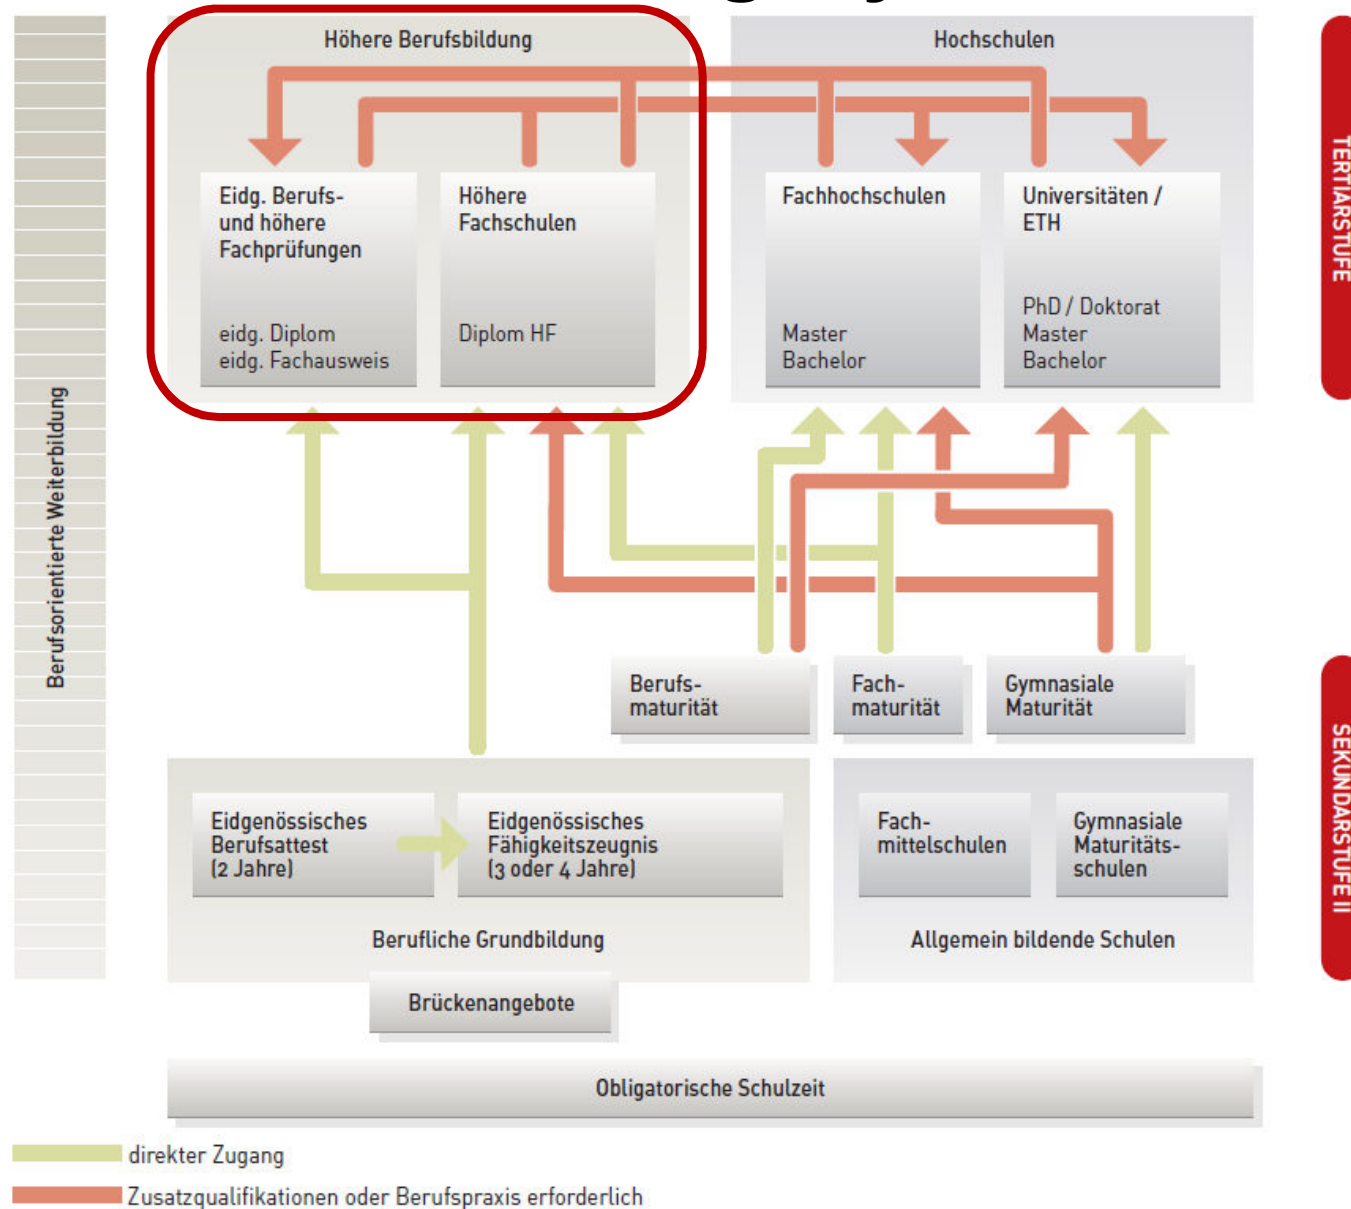 Höhere Berufsbildung
Hochschulen
Eidg. Berufs-
und höhere
Fachprüfungen
eidg. Diplom
eidg. Fachausweis
Höhere
Fachschulen
Diplom HF
Fachhochschulen
Master
Bachelor
Universitäten /
ETH
PhD / Doktorat
Master
Bachelor
TERTIÄRSTUFE
Berufsorientierte Weiterbildung
Berufs-
maturität
Fach-
maturität
Gymnasiale
Maturität
SEKUNDARSTUFE II
Eidgenössisches
Berufsattest
(2 Jahre)
Eidgenössisches
Fähigkeitszeugnis
(3 oder 4 Jahre)
Fach-
mittelschulen
Gymnasiale
Maturitäts-
schulen
Berufliche Grundbildung
Allgemein bildende Schulen
Brückenangebote
Obligatorische Schulzeit
direkter Zugang
Zusatzqualifikationen oder Berufspraxis erforderlich